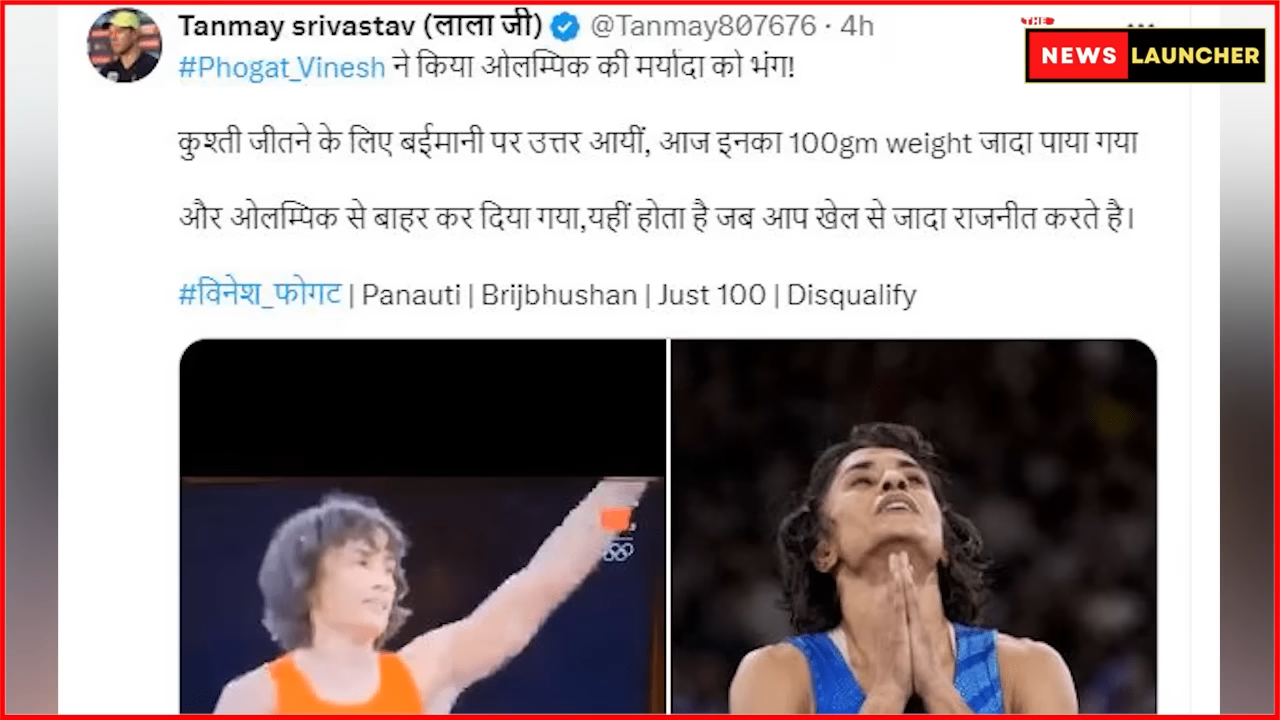 Tanmay srivastav (लाला जी) @Tanmay807676 · 4h
THE
NEWS LAUNCHER
#Phogat_Vinesh ने किया ओलम्पिक की मर्यादा को भंग!
कुश्ती जीतने के लिए बईमानी पर उत्तर आयीं, आज इनका 100gm weight जादा पाया गया
और ओलम्पिक से बाहर कर दिया गया,यहीं होता है जब आप खेल से जादा राजनीत करते है।
#विनेश_फोगट | Panauti | Brijbhushan | Just 100 | Disqualify